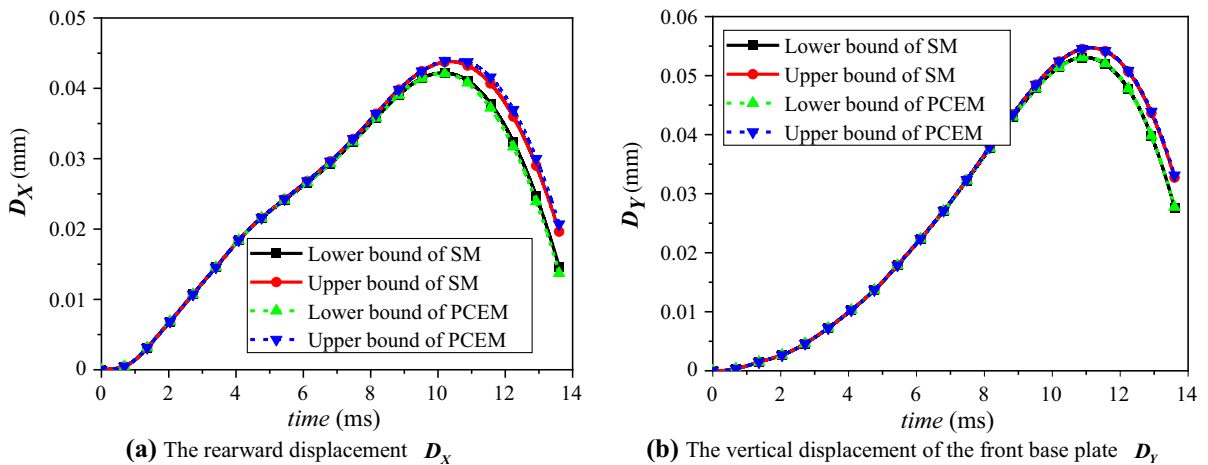 0.05
0.04
0.03
0.02
0.01
0
D_X (mm)
Lower bound of SM
Upper bound of SM
Lower bound of PCEM
Upper bound of PCEM
0 2 4 6 8 10 12 14
time (ms)
(a) The rearward displacement D_X
0.06
0.05
0.04
0.03
0.02
0.01
0.00
D_Y (mm)
Lower bound of SM
Upper bound of SM
Lower bound of PCEM
Upper bound of PCEM
0 2 4 6 8 10 12 14
time (ms)
(b) The vertical displacement of the front base plate D_Y